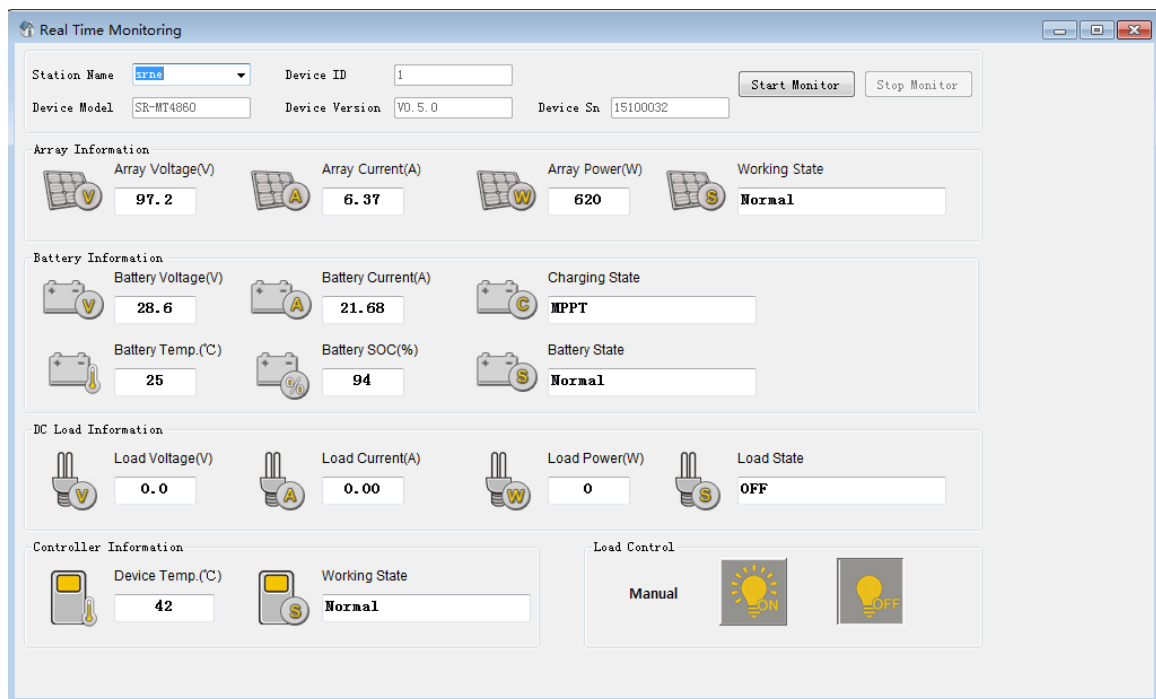 Real Time Monitoring
Station Name srne Device ID 1 Start Monitor Stop Monitor
Device Model SR-MT4860 Device Version V0.5.0 Device Sn 15100032
Array Information
Array Voltage(V) Array Current(A) Array Power(W) Working State
V 97.2 A 6.37 W 620 S Normal
Battery Information
Battery Voltage(V) Battery Current(A) Charging State
V 28.6 A 21.68 C MPPT
Battery Temp.(℃) Battery SOC(%) Battery State
25 % 94 S Normal
DC Load Information
Load Voltage(V) Load Current(A) Load Power(W) Load State
V 0.0 A 0.00 W 0 S OFF
Controller Information Load Control
Device Temp.(℃) Working State
Manual ON OFF
42 S Normal